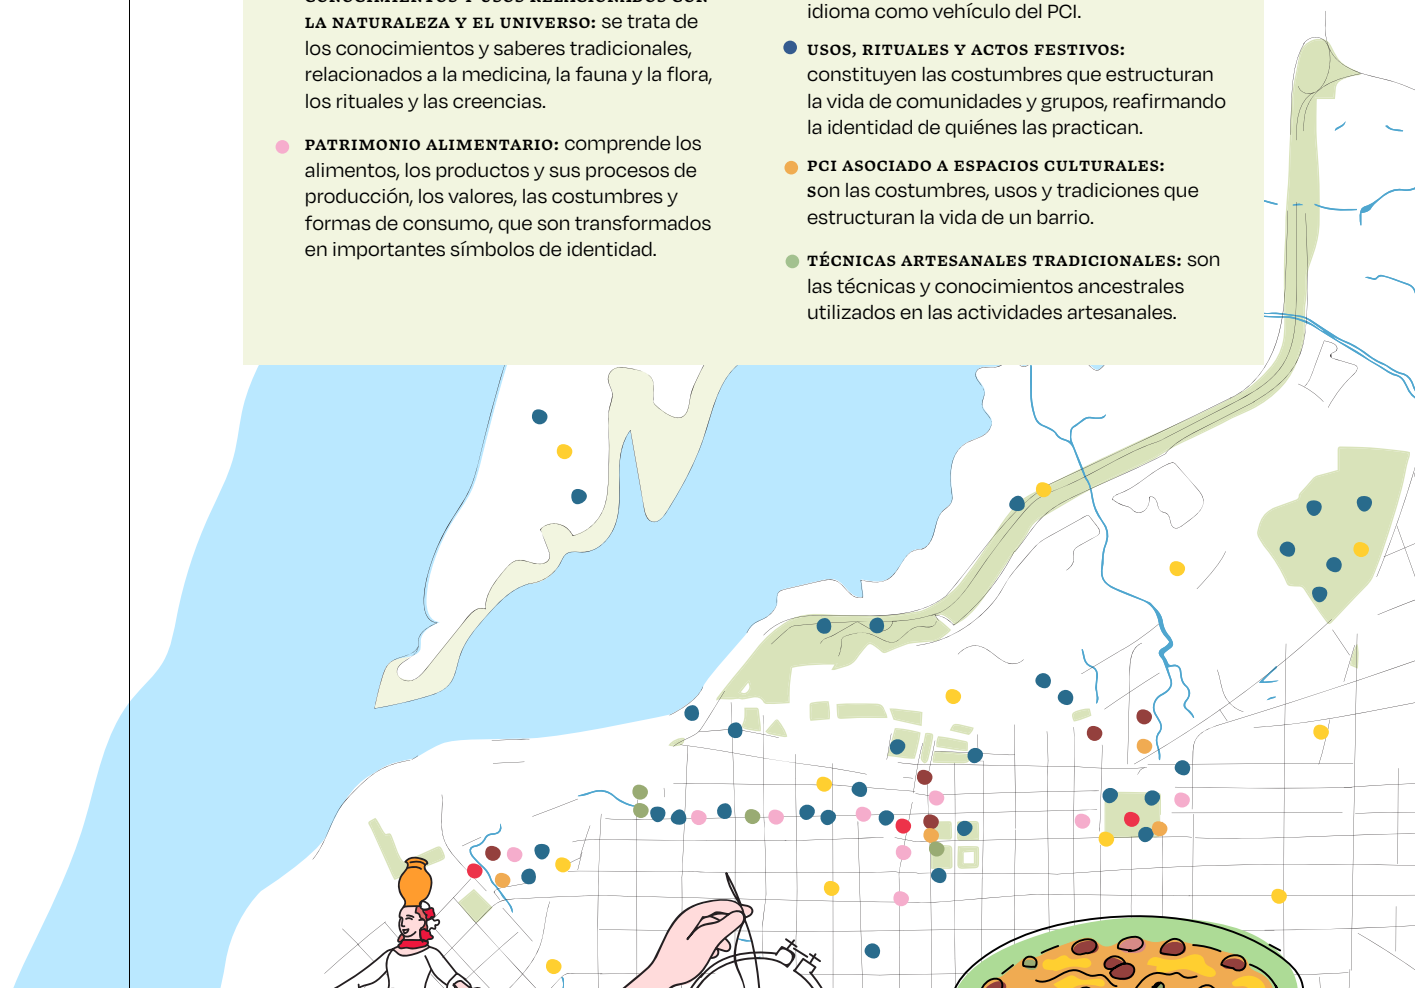 CONOCIMIENTOS Y USOS RELACIONADOS CON
LA NATURALEZA Y EL UNIVERSO: se trata de
los conocimientos y saberes tradicionales,
relacionados a la medicina, la fauna y la flora,
los rituales y las creencias.
PATRIMONIO ALIMENTARIO: comprende los
alimentos, los productos y sus procesos de
producción, los valores, las costumbres y
formas de consumo, que son transformados
en importantes símbolos de identidad.
idioma como vehículo del PCI.
USOS, RITUALES Y ACTOS FESTIVOS:
constituyen las costumbres que estructuran
la vida de comunidades y grupos, reafirmando
la identidad de quiénes las practican.
PCI ASOCIADO A ESPACIOS CULTURALES:
son las costumbres, usos y tradiciones que
estructuran la vida de un barrio.
TÉCNICAS ARTESANALES TRADICIONALES: son
las técnicas y conocimientos ancestrales
utilizados en las actividades artesanales.